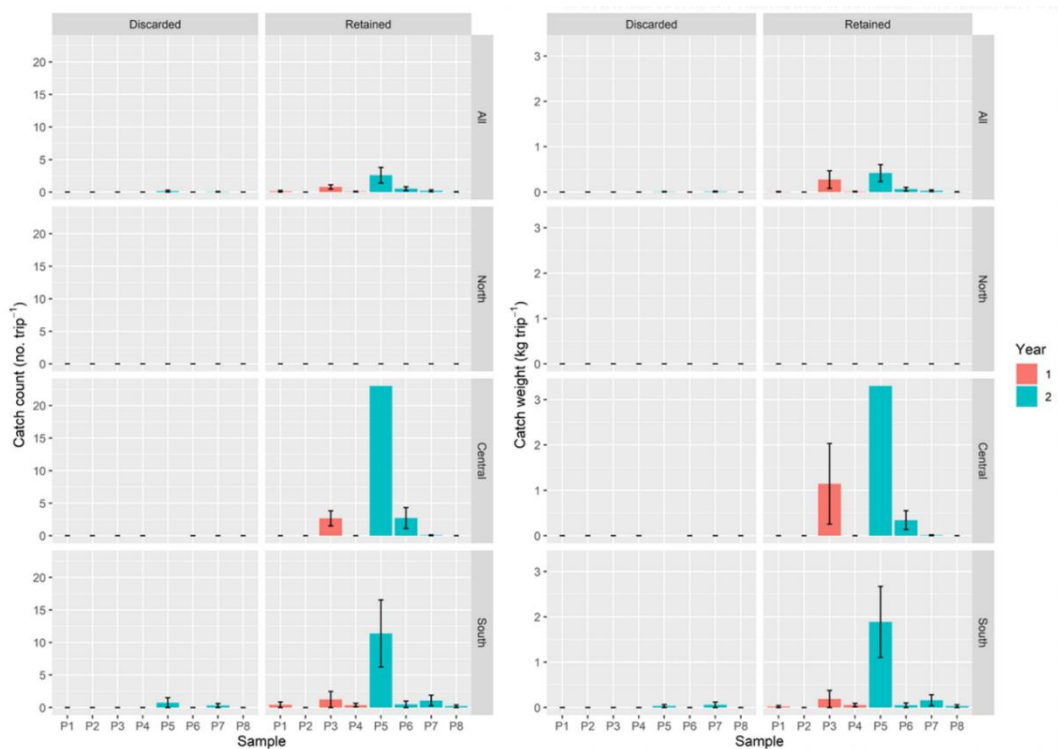 Discarded Retained
20
15
10
5
0
All
20
15
10
5
0
North
20
15
10
5
0
Central
20
15
10
5
0
South
P1 P2 P3 P4 P5 P6 P7 P8 P1 P2 P3 P4 P5 P6 P7 P8
Sample
Catch count (no. trip⁻¹)
Discarded Retained
3
2
1
0
All
3
2
1
0
North
3
2
1
0
Central
3
2
1
0
South
P1 P2 P3 P4 P5 P6 P7 P8 P1 P2 P3 P4 P5 P6 P7 P8
Sample
Catch weight (kg trip⁻¹)
Year
1
2